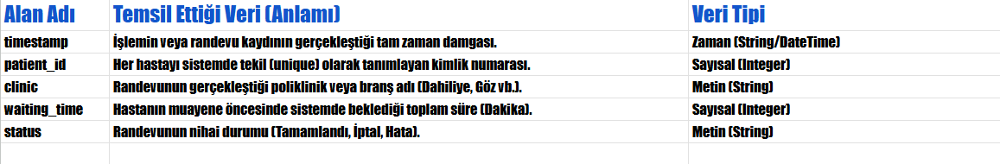 Alan Adı Temsil Ettiği Veri (Anlamı) Veri Tipi
timestamp İşlemin veya randevu kaydının gerçekleştiği tam zaman damgası. Zaman (String/DateTime)
patient_id Her hastayı sistemde tekil (unique) olarak tanımlayan kimlik numarası. Sayısal (Integer)
clinic Randevunun gerçekleştiği poliklinik veya branş adı (Dahiliye, Göz vb.). Metin (String)
waiting_time Hastanın muayene öncesinde sistemde beklediği toplam süre (Dakika). Sayısal (Integer)
status Randevunun nihai durumu (Tamamlandı, İptal, Hata). Metin (String)